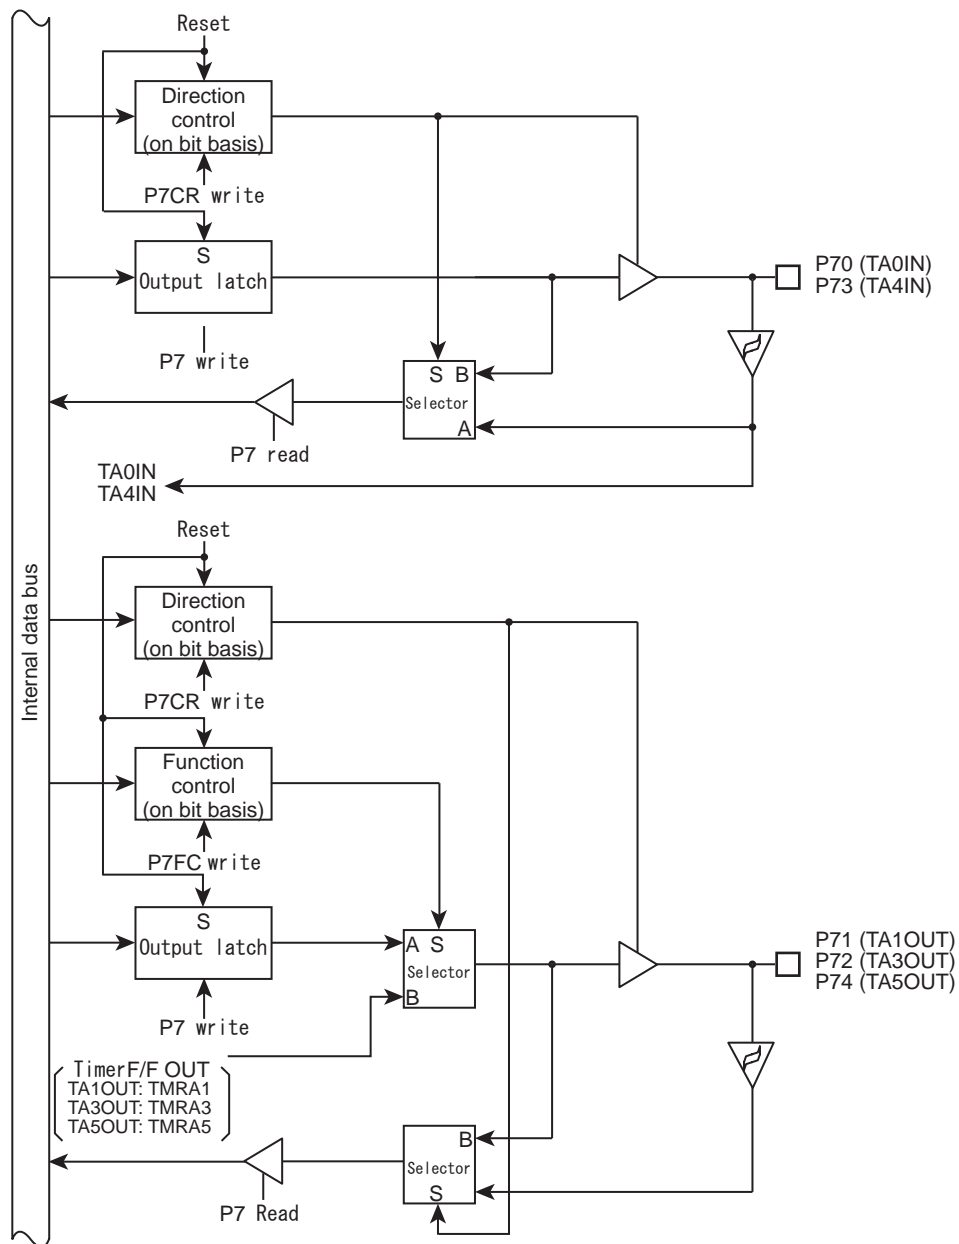 Reset
Direction
control
(on bit basis)
P7CR write
S
Output latch
P70 (TA0IN)
P73 (TA4IN)
P7 write
S B
Selector
A
P7 read
TA0IN
TA4IN
Internal data bus
Reset
Direction
control
(on bit basis)
P7CR write
Function
control
(on bit basis)
P7FC write
S
Output latch
A S
Selector
B
P71 (TA1OUT)
P72 (TA3OUT)
P74 (TA5OUT)
P7 write
TimerF/F OUT
TA1OUT: TMRA1
TA3OUT: TMRA3
TA5OUT: TMRA5
B
Selector
S
P7 Read